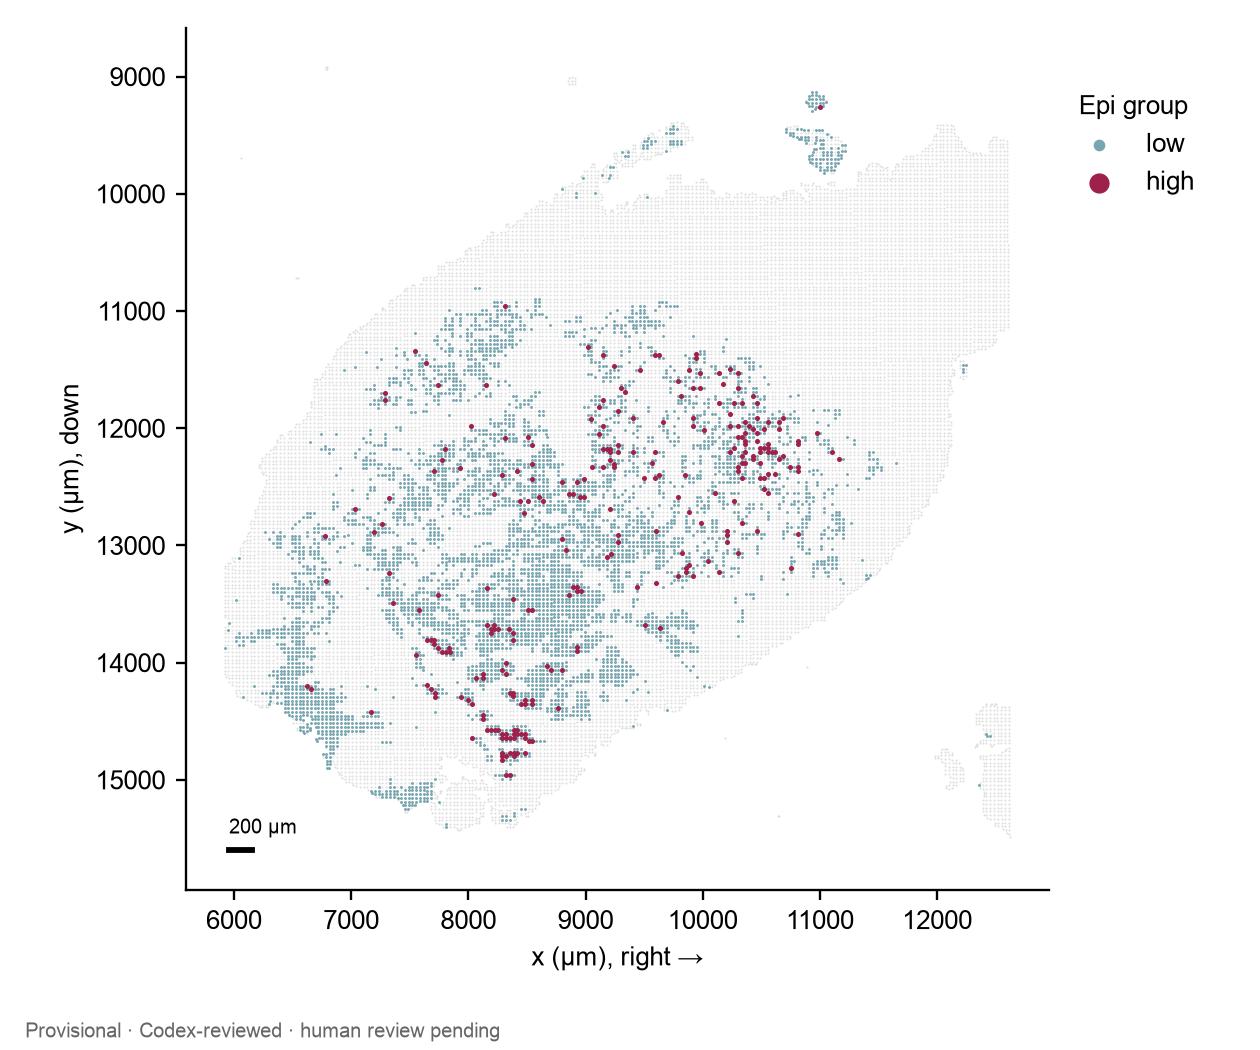 9000
10000
11000
12000
13000
14000
15000
y (µm), down
6000 7000 8000 9000 10000 11000 12000
x (µm), right →
200 µm
Epi group
low
high
Provisional · Codex-reviewed · human review pending